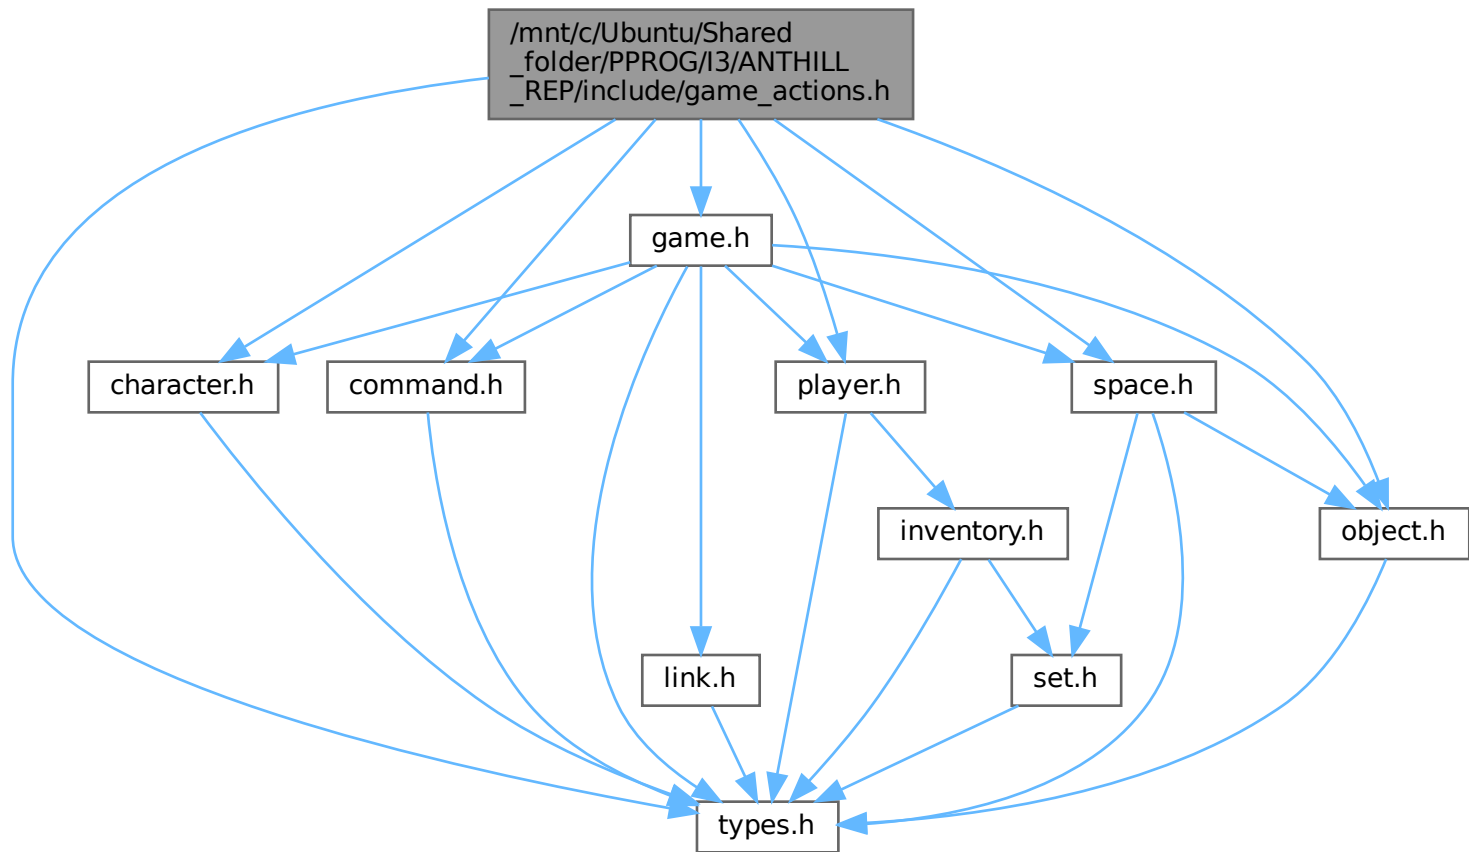 /mnt/c/Ubuntu/Shared
_folder/PPROG/I3/ANTHILL
_REP/include/game_actions.h
game.h
character.h
command.h
player.h
space.h
inventory.h
object.h
link.h
set.h
types.h